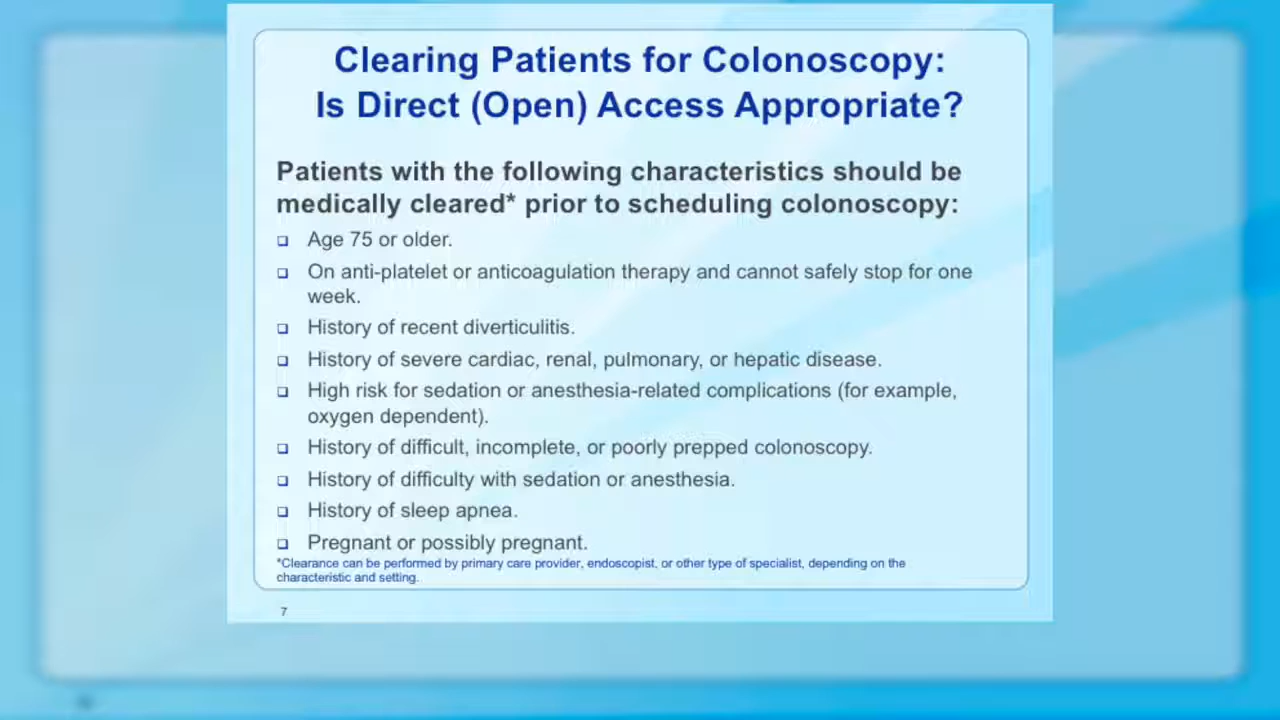 Clearing Patients for Colonoscopy:
Is Direct (Open) Access Appropriate?
Patients with the following characteristics should be
medically cleared* prior to scheduling colonoscopy:
❑ Age 75 or older.
❑ On anti-platelet or anticoagulation therapy and cannot safely stop for one
week.
❑ History of recent diverticulitis.
❑ History of severe cardiac, renal, pulmonary, or hepatic disease.
❑ High risk for sedation or anesthesia-related complications (for example,
oxygen dependent).
❑ History of difficult, incomplete, or poorly prepped colonoscopy.
❑ History of difficulty with sedation or anesthesia.
❑ History of sleep apnea.
❑ Pregnant or possibly pregnant.
*Clearance can be performed by primary care provider, endoscopist, or other type of specialist, depending on the
characteristic and setting.
7